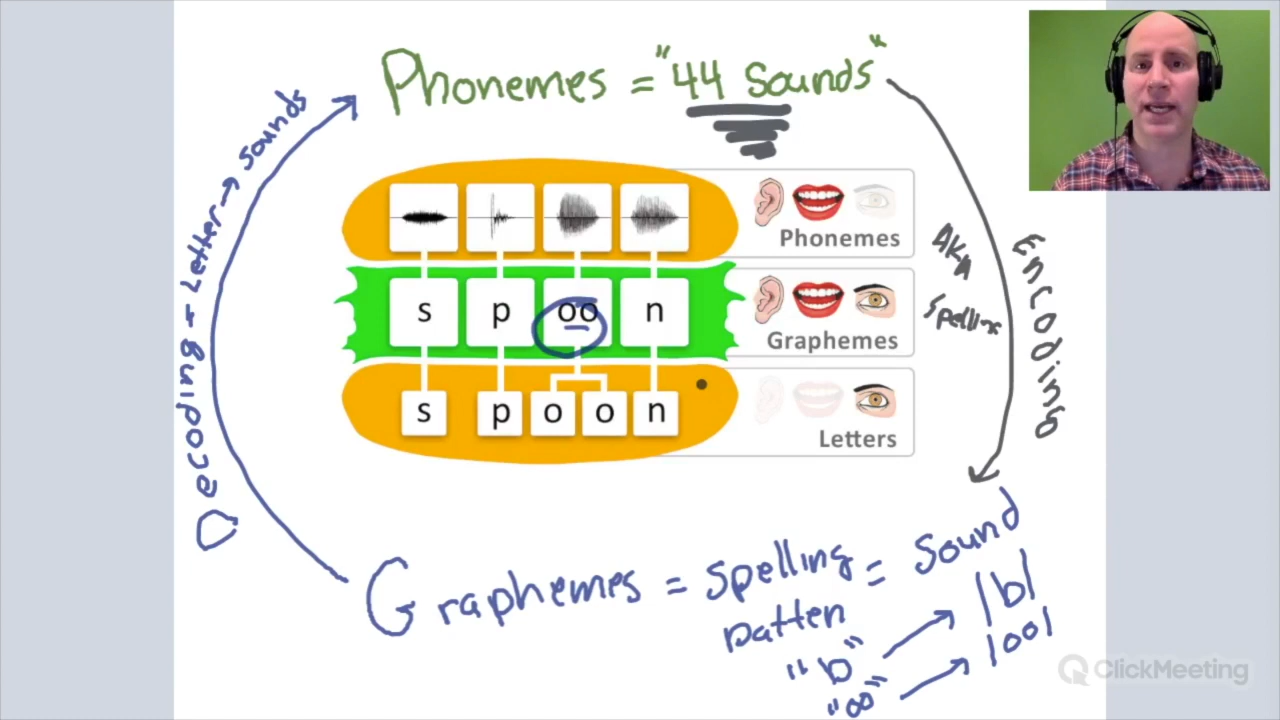 Phonemes = "44 Sounds"
Decoding - Letter → sounds
Phonemes
s p oo n
Graphemes
AKA
Spelling
Encoding
s p o o n
Letters
Graphemes = spelling = sound
patten
"b" → |b|
"oo" → |oo|
ClickMeeting